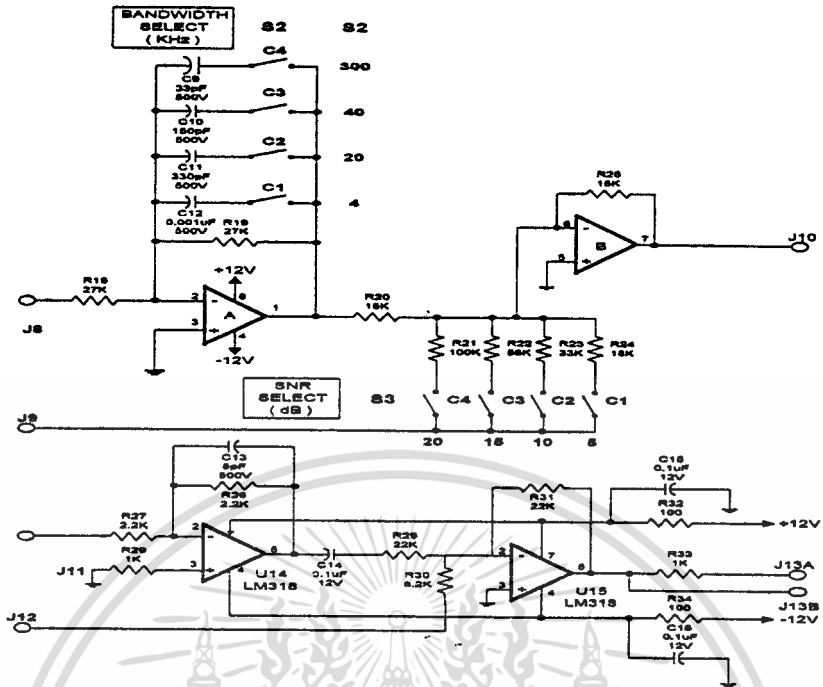 BANDWIDTH
SELECT
( KHz )
S2
S2
C4
300
C9
33pF
500V
C3
40
C10
150pF
500V
C2
20
C11
330pF
500V
C1
4
C12
0.001uF
500V
R19
27K
R26
15K
6
5
7
B
J10
+12V
8
R18
27K
2
3
1
A
4
-12V
J8
R20
15K
R21
100K
R22
56K
R23
33K
R24
18K
SNR
SELECT
( dB )
S3
C4
C3
C2
C1
J9
20
15
10
5
C13
5pF
500V
R26
2.2K
R27
2.2K
R29
1K
J11
2
3
6
4
U14
LM318
C14
0.1uF
12V
R29
22K
R30
8.2K
R31
22K
2
3
7
6
4
U15
LM318
C15
0.1uF
12V
R32
100
+12V
R33
1K
J13A
J13B
R34
100
-12V
C16
0.1uF
12V
J12